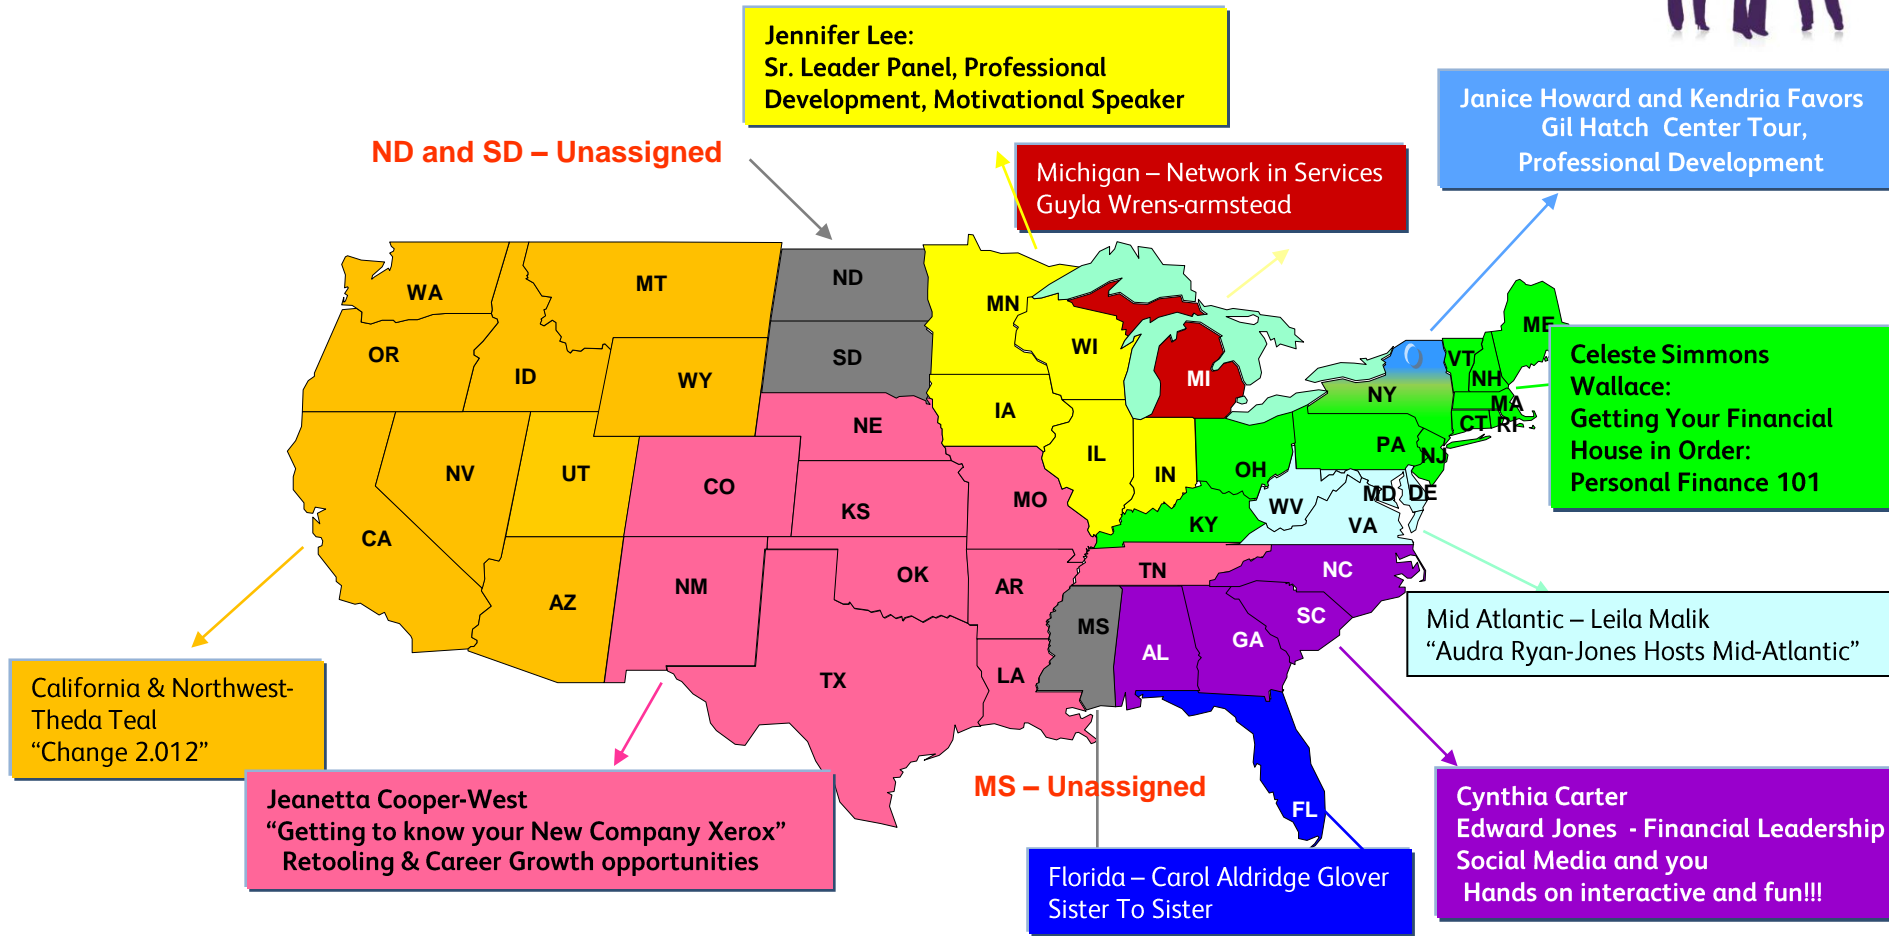 Jennifer Lee:
Sr. Leader Panel, Professional
Development, Motivational Speaker
Janice Howard and Kendria Favors
Gil Hatch  Center Tour,
Professional Development
ND and SD – Unassigned
Michigan – Network in Services
Guyla Wrens-armstead
WA
MT
ND
MN
OR
ID
WY
SD
WI
MI
ME
VT
NH
NY
MA
CT
RI
NE
IA
NV
UT
CO
KS
MO
IL
IN
OH
PA
NJ
CA
KY
WV
MD
DE
VA
AZ
NM
OK
AR
TN
NC
TX
LA
MS
AL
GA
SC
FL
Celeste Simmons
Wallace:
Getting Your Financial
House in Order:
Personal Finance 101
Mid Atlantic – Leila Malik
“Audra Ryan-Jones Hosts Mid-Atlantic”
California & Northwest-
Theda Teal
“Change 2.012”
Jeanetta Cooper-West
“Getting to know your New Company Xerox”
Retooling & Career Growth opportunities
MS – Unassigned
Florida – Carol Aldridge Glover
Sister To Sister
Cynthia Carter
Edward Jones  - Financial Leadership
Social Media and you
Hands on interactive and fun!!!